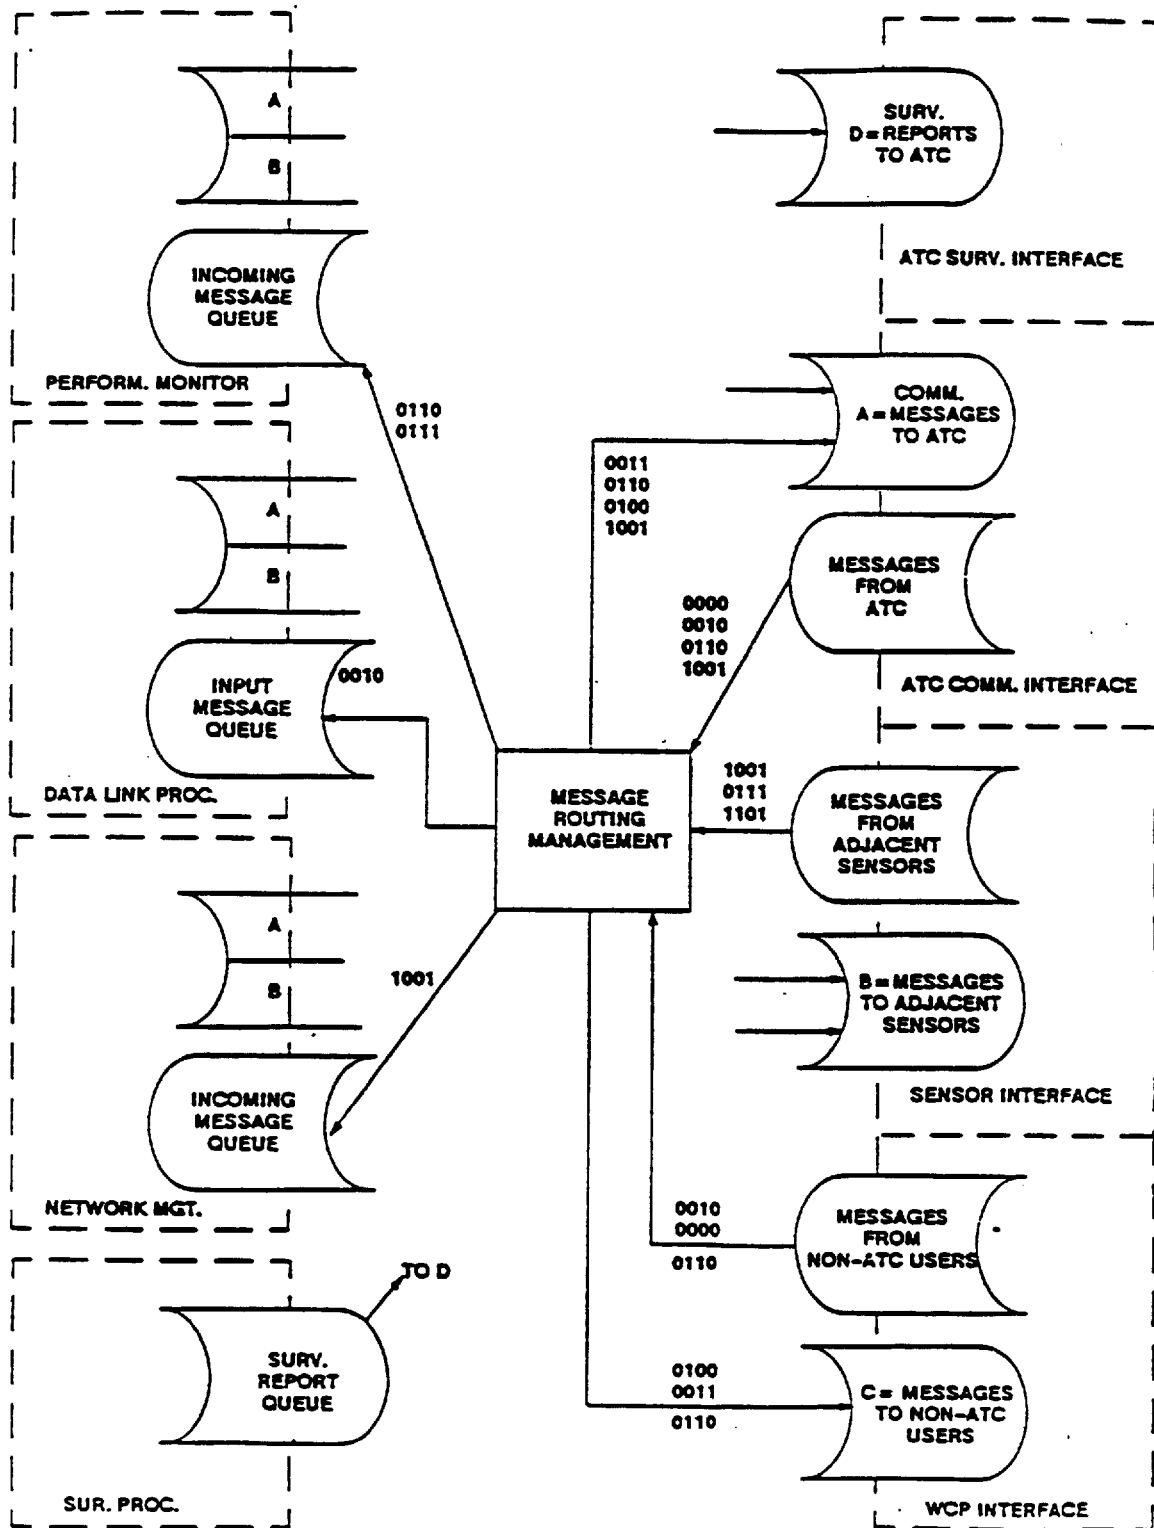 A
B
INCOMING
MESSAGE
QUEUE
PERFORM. MONITOR
SURV.
D=REPORTS
TO ATC
ATC SURV. INTERFACE
0110
0111
A
B
INPUT
MESSAGE
QUEUE
0010
DATA LINK PROC.
COMM.
A=MESSAGES
TO ATC
0011
0110
0100
1001
MESSAGES
FROM
ATC
0000
0010
0110
1001
ATC COMM. INTERFACE
MESSAGE
ROUTING
MANAGEMENT
1001
0111
1101
MESSAGES
FROM
ADJACENT
SENSORS
A
B
1001
INCOMING
MESSAGE
QUEUE
NETWORK MGT.
B=MESSAGES
TO ADJACENT
SENSORS
SENSOR INTERFACE
0010
0000
0110
MESSAGES
FROM
NON-ATC USERS
TO D
SURV.
REPORT
QUEUE
SUR. PROC.
0100
0011
0110
C= MESSAGES
TO NON-ATC
USERS
WCP INTERFACE